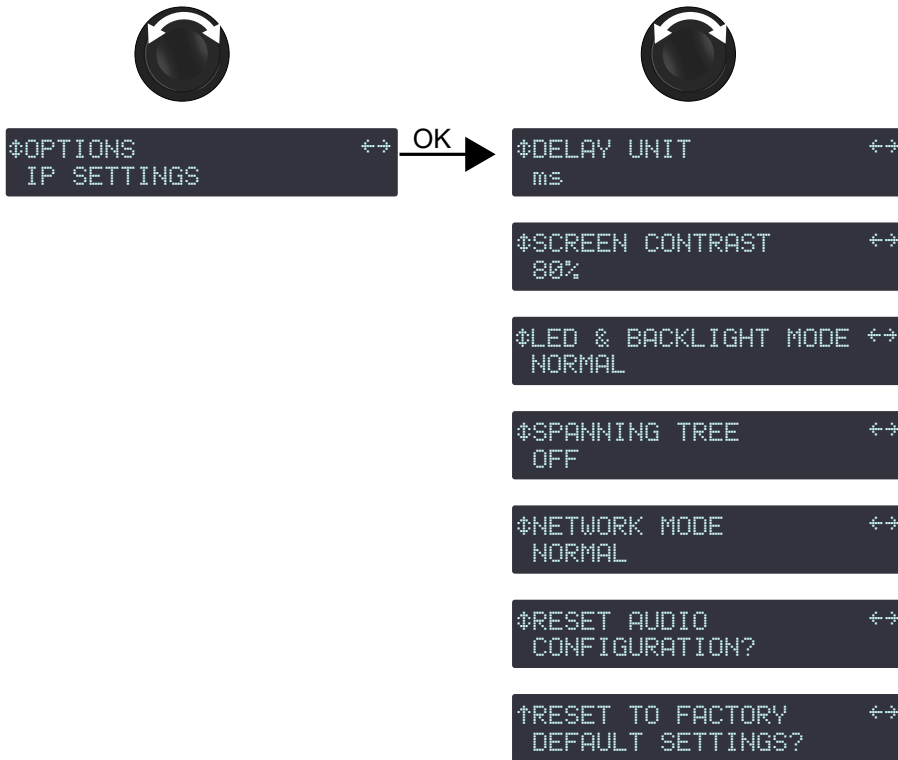 ↕OPTIONS ↔
IP SETTINGS
OK
↕DELAY UNIT ↔
ms
↕SCREEN CONTRAST ↔
80%
↕LED & BACKLIGHT MODE ↔
NORMAL
↕SPANNING TREE ↔
OFF
↕NETWORK MODE ↔
NORMAL
↕RESET AUDIO ↔
CONFIGURATION?
↑RESET TO FACTORY ↔
DEFAULT SETTINGS?